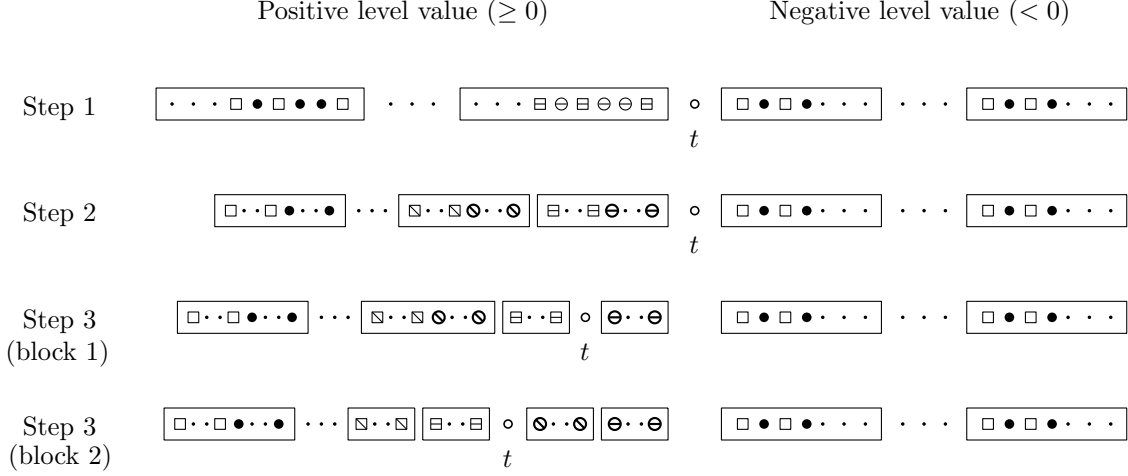 Positive level value (≥ 0) Negative level value (< 0)
Step 1
t
Step 2
t
Step 3
(block 1)
t
Step 3
(block 2)
t